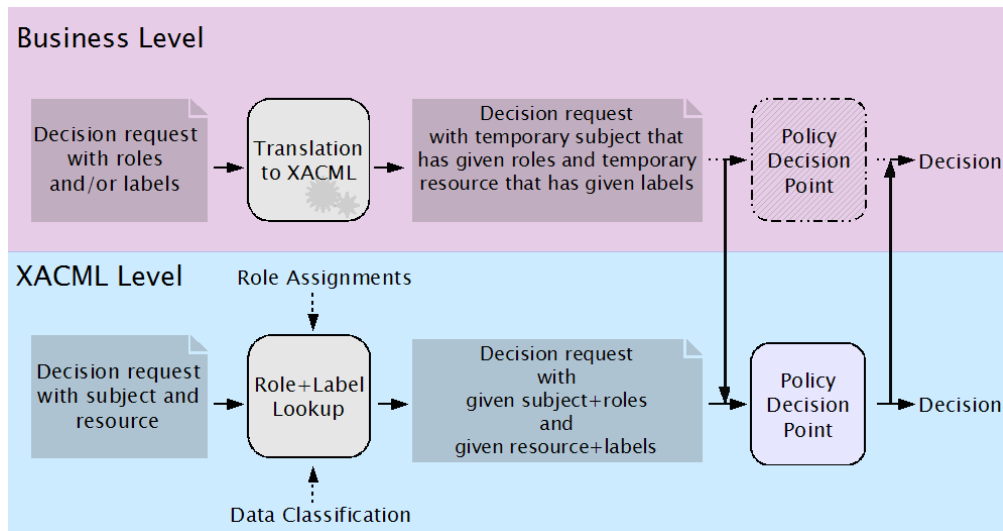 Business Level
Decision request
with roles
and/or labels
Translation
to XACML
Decision request
with temporary subject that
has given roles and temporary
resource that has given labels
Policy
Decision
Point
Decision
XACML Level
Role Assignments
Decision request
with subject and
resource
Role+Label
Lookup
Decision request
with
given subject+roles
and
given resource+labels
Policy
Decision
Point
Decision
Data Classification